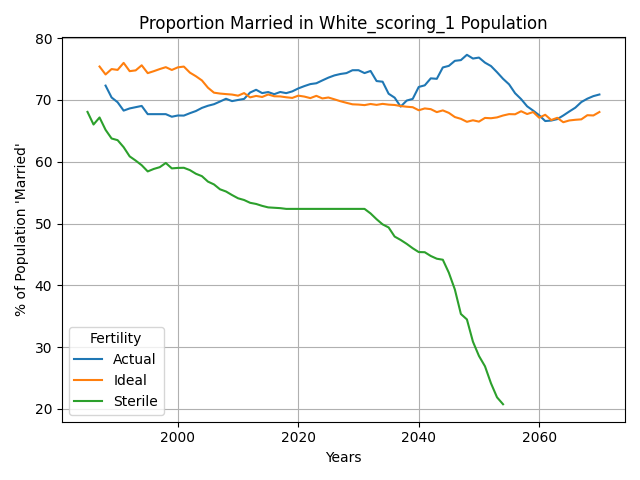 Proportion Married in White_scoring_1 Population
% of Population 'Married'
80
70
60
50
40
30
20
Fertility
Actual
Ideal
Sterile
2000 2020 2040 2060
Years